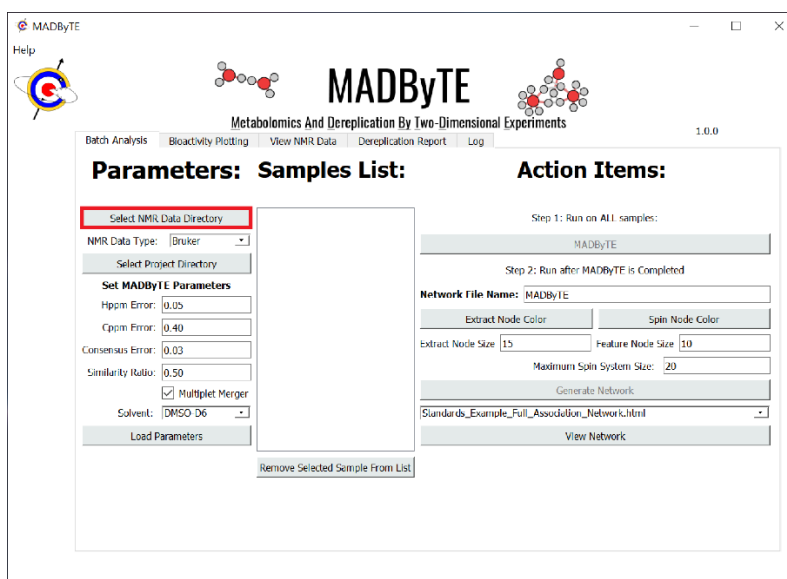 MADByTE
Help
MADByTE
Metabolomics And Dereplication By Two-Dimensional Experiments
1.0.0
Batch Analysis Bioactivity Plotting View NMR Data Dereplication Report Log
Parameters: Samples List: Action Items:
Select NMR Data Directory
Step 1: Run on ALL samples:
NMR Data Type: Bruker
MADByTE
Select Project Directory
Step 2: Run after MADByTE is Completed
Set MADByTE Parameters
Network File Name: MADByTE
Hppm Error: 0.05
Extract Node Color Spin Node Color
Cppm Error: 0.40
Extract Node Size 15 Feature Node Size 10
Consensus Error: 0.03
Maximum Spin System Size: 20
Similarity Ratio: 0.50
Multiplet Merger
Generate Network
Solvent: DMSO-D6
Standards_Example_Full_Association_Network.html
Load Parameters
View Network
Remove Selected Sample From List